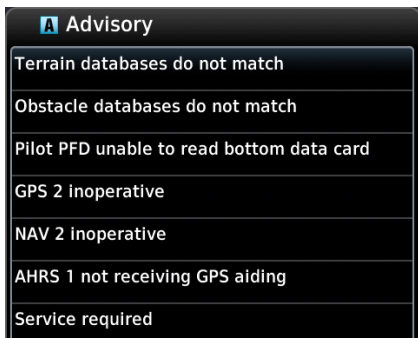 A Advisory
Terrain databases do not match
Obstacle databases do not match
Pilot PFD unable to read bottom data card
GPS 2 inoperative
NAV 2 inoperative
AHRS 1 not receiving GPS aiding
Service required